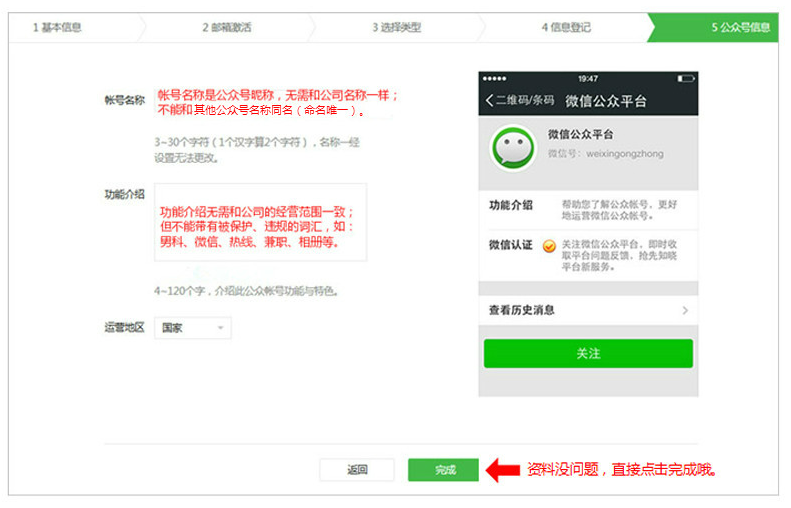 1 基本信息
2 邮箱激活
3 选择类型
4 信息登记
5 公众号信息
帐号名称
帐号名称是公众号昵称，无需和公司名称一样；
不能和其他公众号名称同名（命名唯一）。
3~30个字符（1个汉字算2个字符），名称一经
设置无法更改。
功能介绍
功能介绍无需和公司的经营范围一致；
但不能带有被保护、违规的词汇，如：
男科、微信、热线、兼职、相册等。
4~120个字，介绍此公众帐号功能与特色。
运营地区
国家
19:47
二维码/条码 微信公众平台
微信公众平台
微信号：weixingongzhong
功能介绍
帮助您了解公众帐号，更好
地运营微信公众帐号。
微信认证
关注微信公众平台，即时收
取平台问题反馈，抢先知晓
平台新服务。
查看历史消息
关注
返回
完成
资料没问题，直接点击完成哦。